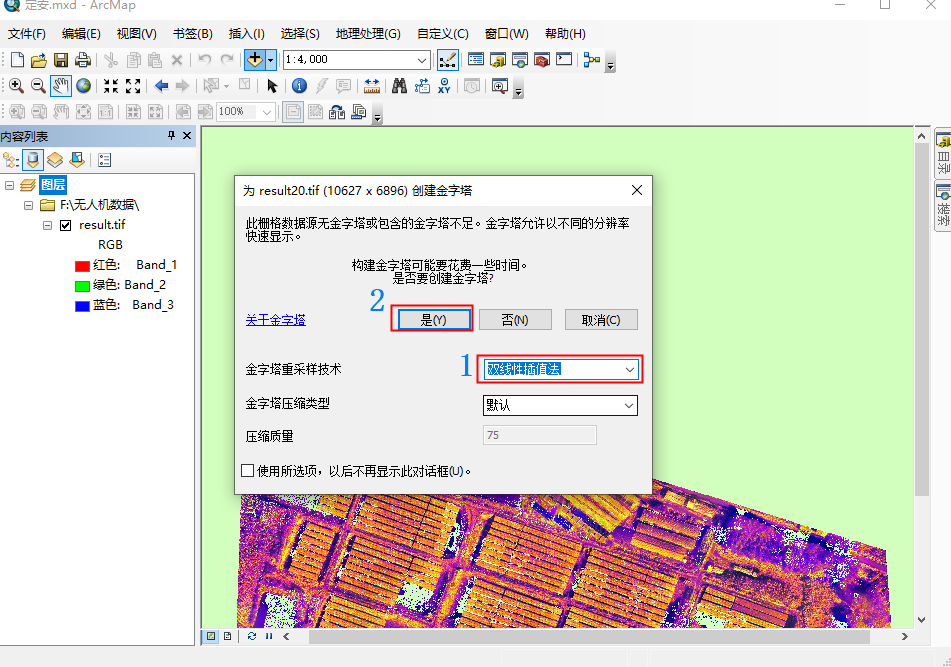 定安.mxd - ArcMap
文件(F) 编辑(E) 视图(V) 书签(B) 插入(I) 选择(S) 地理处理(G) 自定义(C) 窗口(W) 帮助(H)
1:4,000
XY
100%
内容列表
图层
F:\无人机数据\
result.tif
RGB
红色: Band_1
绿色: Band_2
蓝色: Band_3
为 result20.tif (10627 x 6896) 创建金字塔
此栅格数据源无金字塔或包含的金字塔不足。金字塔允许以不同的分辨率
快速显示。
构建金字塔可能要花费一些时间。
是否要创建金字塔?
2
关于金字塔 是(Y) 否(N) 取消(C)
1
金字塔重采样技术 双线性插值法
金字塔压缩类型 默认
压缩质量 75
使用所选项，以后不再显示此对话框(U)。
目录
搜索